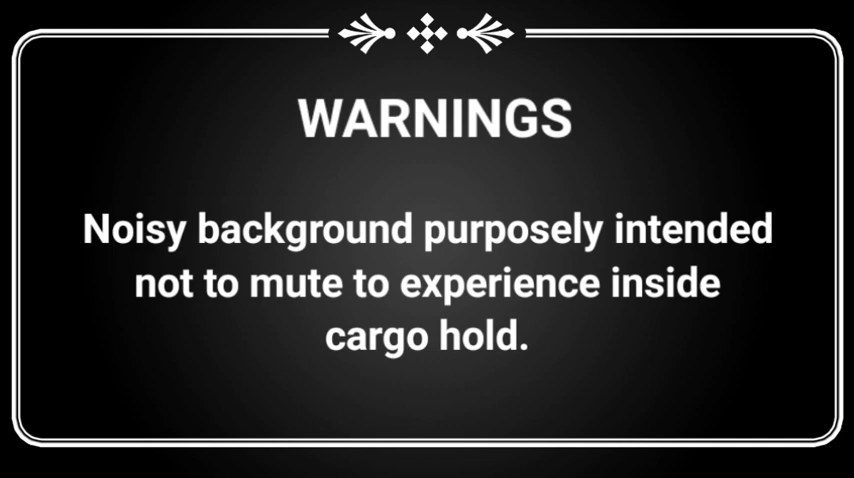 WARNINGS
Noisy background purposely intended
not to mute to experience inside
cargo hold.